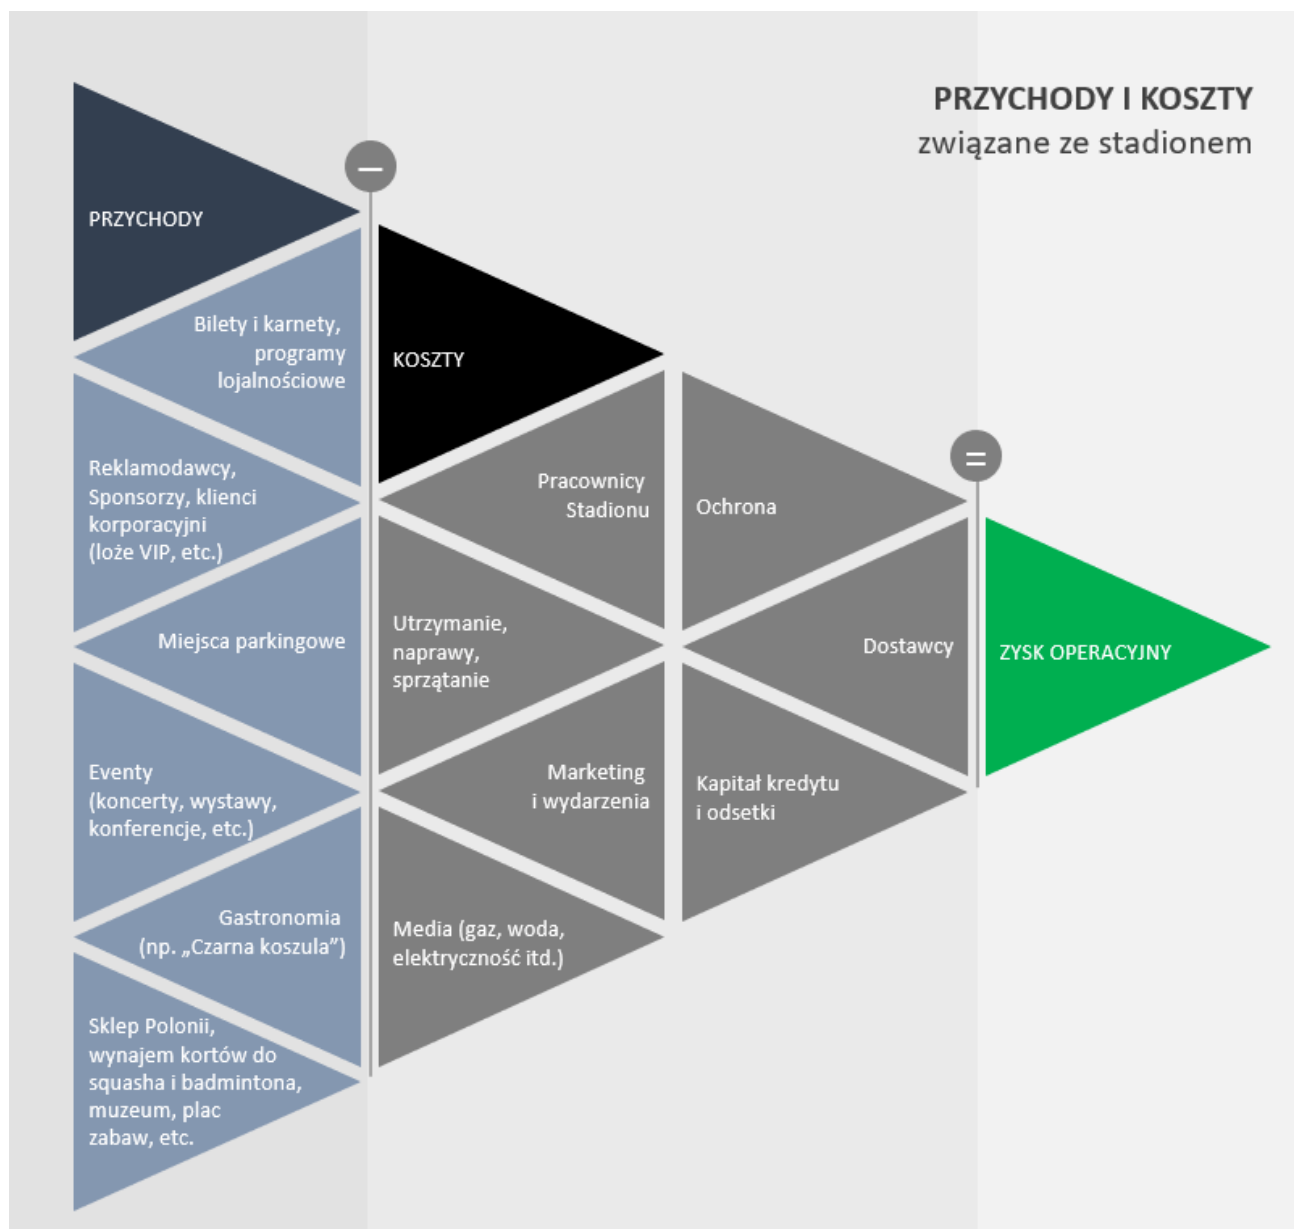 PRZYCHODY I KOSZTY
związane ze stadionem
–
PRZYCHODY
Bilety i karnety,
programy
lojalnościowe
Reklamodawcy,
Sponsorzy, klienci
korporacyjni
(loże VIP, etc.)
Miejsca parkingowe
Eventy
(koncerty, wystawy,
konferencje, etc.)
Gastronomia
(np. „Czarna koszula”)
Sklep Polonii,
wynajem kortów do
squasha i badmintona,
muzeum, plac
zabaw, etc.
KOSZTY
Pracownicy
Stadionu
Utrzymanie,
naprawy,
sprzątanie
Marketing
i wydarzenia
Media (gaz, woda,
elektryczność itd.)
Ochrona
Dostawcy
Kapitał kredytu
i odsetki
=
ZYSK OPERACYJNY